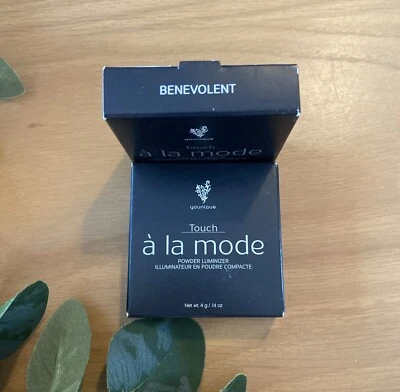 BENEVOLENT
younique
Touch
à la mode
younique
Touch
à la mode
POWDER LUMINIZER
ILLUMINATEUR EN POUDRE COMPACTE
Net wt. 4 g / .14 oz